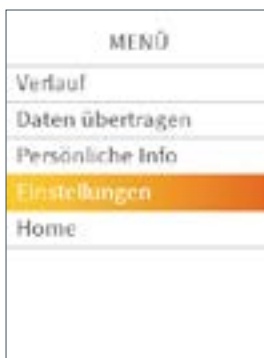 MENÜ
Verlauf
Daten übertragen
Persönliche Info
Einstellungen
Home